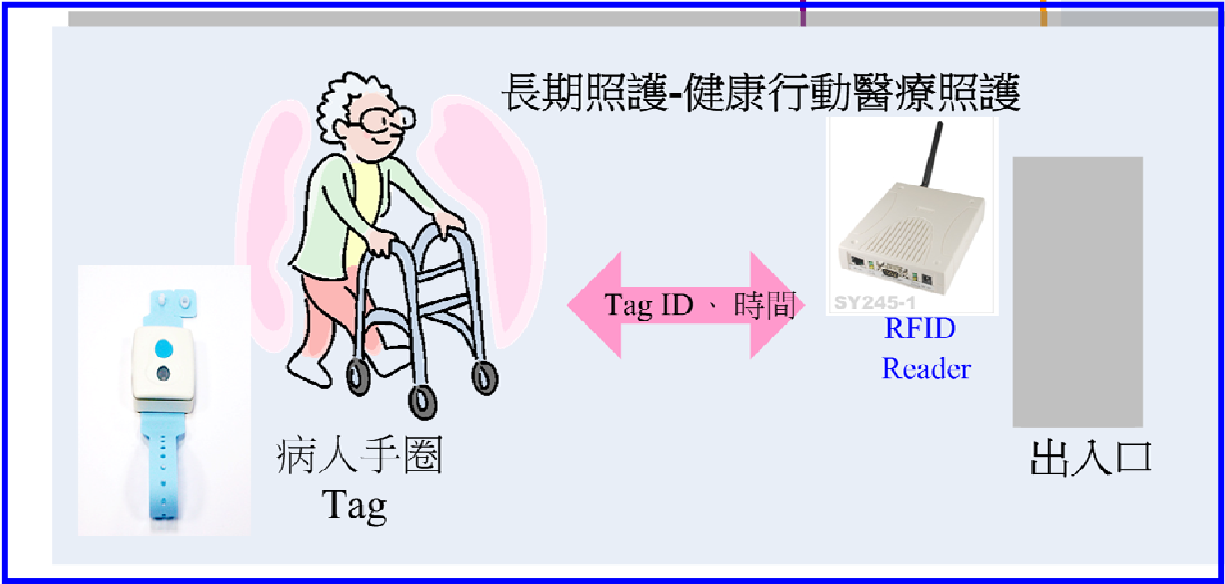 長期照護-健康行動醫療照護
SY245-1
Tag ID、時間
RFID
Reader
病人手圈
Tag
出入口